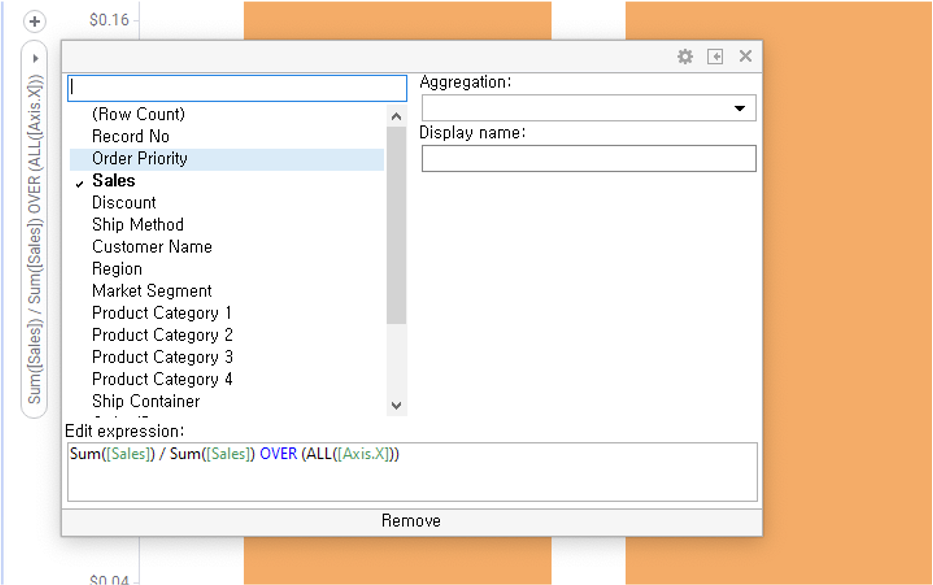 $0.16
Sum([Sales]) / Sum([Sales]) OVER (ALL([Axis.X]))
(Row Count)
Record No
Order Priority
Sales
Discount
Ship Method
Customer Name
Region
Market Segment
Product Category 1
Product Category 2
Product Category 3
Product Category 4
Ship Container
Aggregation:
Display name:
Edit expression:
Sum([Sales]) / Sum([Sales]) OVER (ALL([Axis.X]))
Remove
$0.04